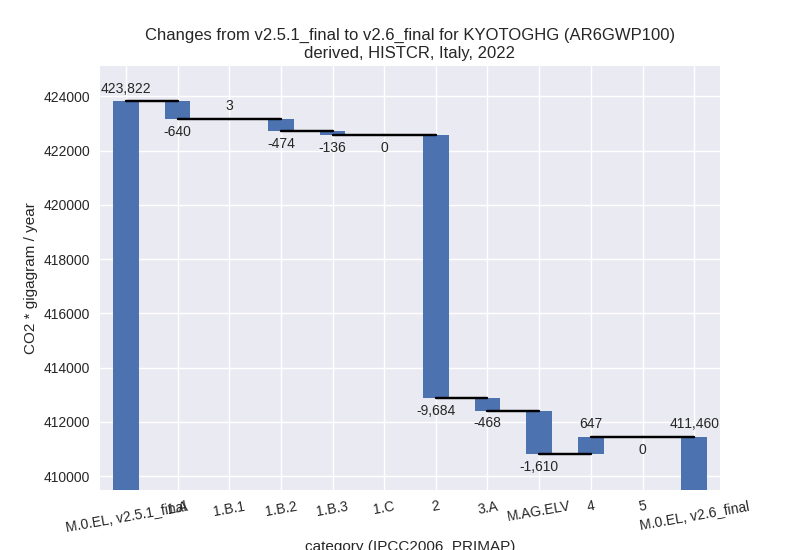 Changes from v2.5.1_final to v2.6_final for KYOTOGHG (AR6GWP100)
derived, HISTCR, Italy, 2022
CO2 * gigagram / year
424000
422000
420000
418000
416000
414000
412000
410000
423,822
-640
3
-474
-136
0
-9,684
-468
-1,610
647
0
411,460
M.0.EL, v2.5.1_final
1.A
1.B.1
1.B.2
1.B.3
1.C
2
3.A
M.AG.ELV
4
5
M.0.EL, v2.6_final
category (IPCC2006_PRIMAP)